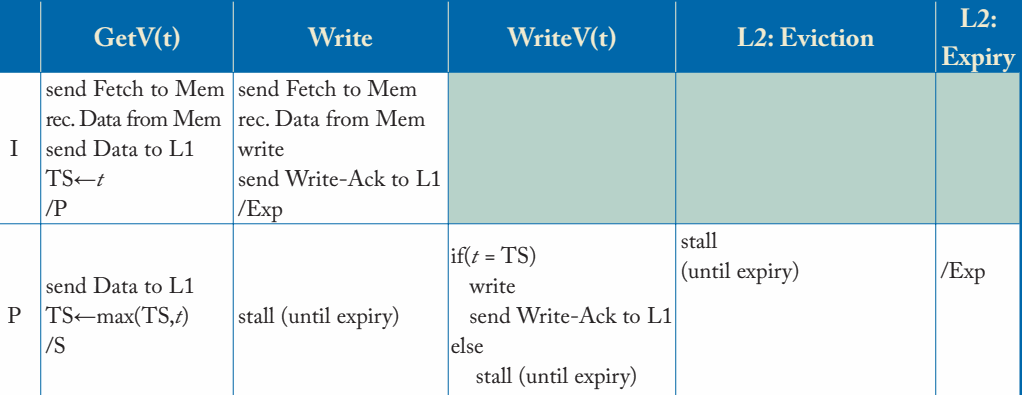 GetV(t)
Write
WriteV(t)
L2: Eviction
L2:
Expiry
I
send Fetch to Mem
rec. Data from Mem
send Data to L1
TS←t
/P
send Fetch to Mem
rec. Data from Mem
write
send Write-Ack to L1
/Exp
P
send Data to L1
TS←max(TS,t)
/S
stall (until expiry)
if(t = TS)
write
send Write-Ack to L1
else
stall (until expiry)
stall
(until expiry)
/Exp